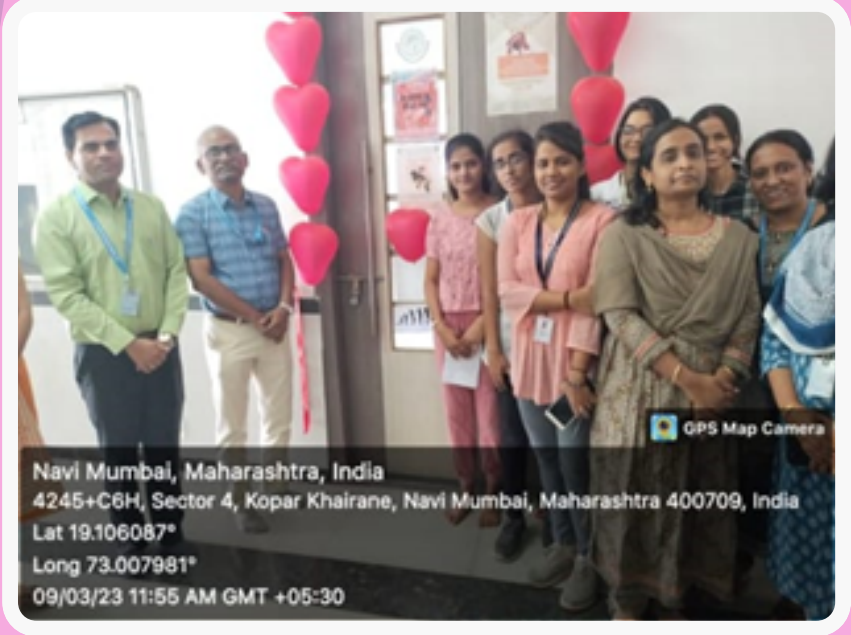 GPS Map Camera
Navi Mumbai, Maharashtra, India
4245+C6H, Sector 4, Kopar Khairane, Navi Mumbai, Maharashtra 400709, India
Lat 19.106087°
Long 73.007981°
09/03/23 11:55 AM GMT +05:30